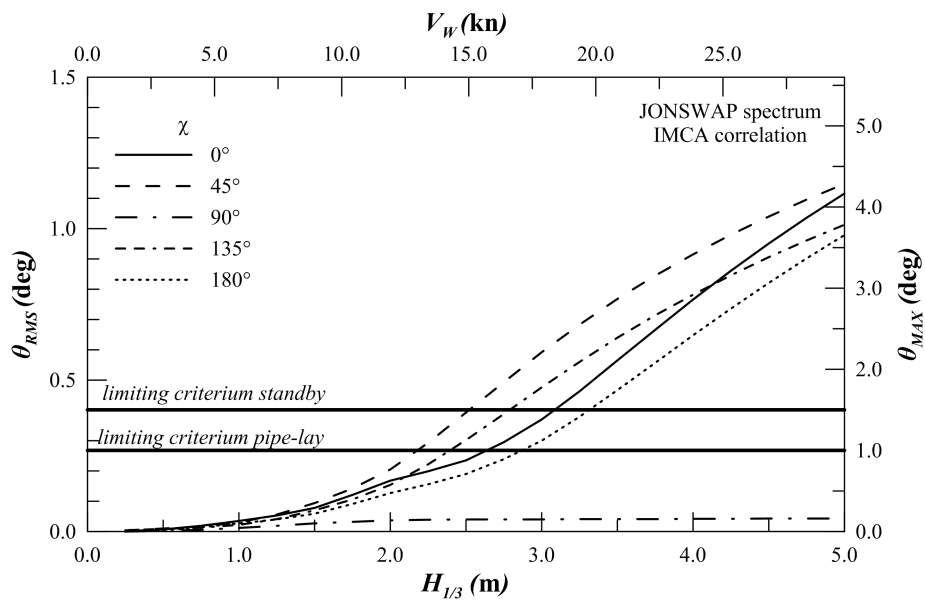 V_W (kn)
0.0 5.0 10.0 15.0 20.0 25.0
1.5
JONSWAP spectrum
IMCA correlation
5.0
χ
0°
45°
4.0
90°
1.0
135°
180°
3.0
θ_RMS (deg)
θ_MAX (deg)
2.0
0.5
limiting criterium standby
limiting criterium pipe-lay
1.0
0.0
0.0
0.0 1.0 2.0 3.0 4.0 5.0
H_1/3 (m)